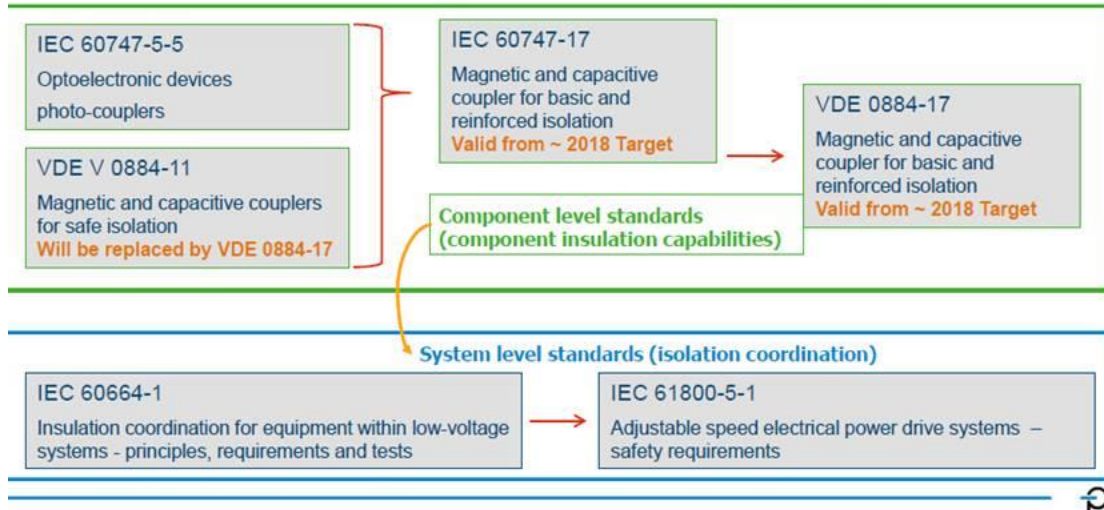 IEC 60747-5-5
Optoelectronic devices
photo-couplers
VDE V 0884-11
Magnetic and capacitive couplers
for safe isolation
Will be replaced by VDE 0884-17
IEC 60747-17
Magnetic and capacitive
coupler for basic and
reinforced isolation
Valid from ~ 2018 Target
VDE 0884-17
Magnetic and capacitive
coupler for basic and
reinforced isolation
Valid from ~ 2018 Target
Component level standards
(component insulation capabilities)
System level standards (isolation coordination)
IEC 60664-1
Insulation coordination for equipment within low-voltage
systems - principles, requirements and tests
IEC 61800-5-1
Adjustable speed electrical power drive systems –
safety requirements